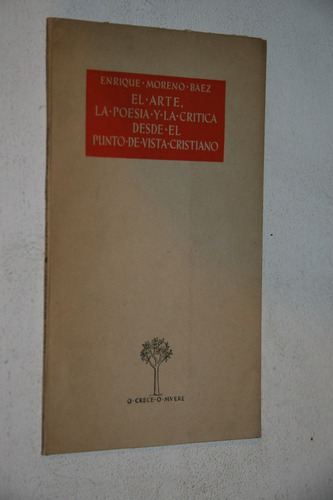 ENRIQUE · MORENO · BAEZ
EL · ARTE,
LA · POESIA · Y · LA · CRITICA
DESDE · EL
PUNTO · DE · VISTA · CRISTIANO
O · CRECE · O · MVERE